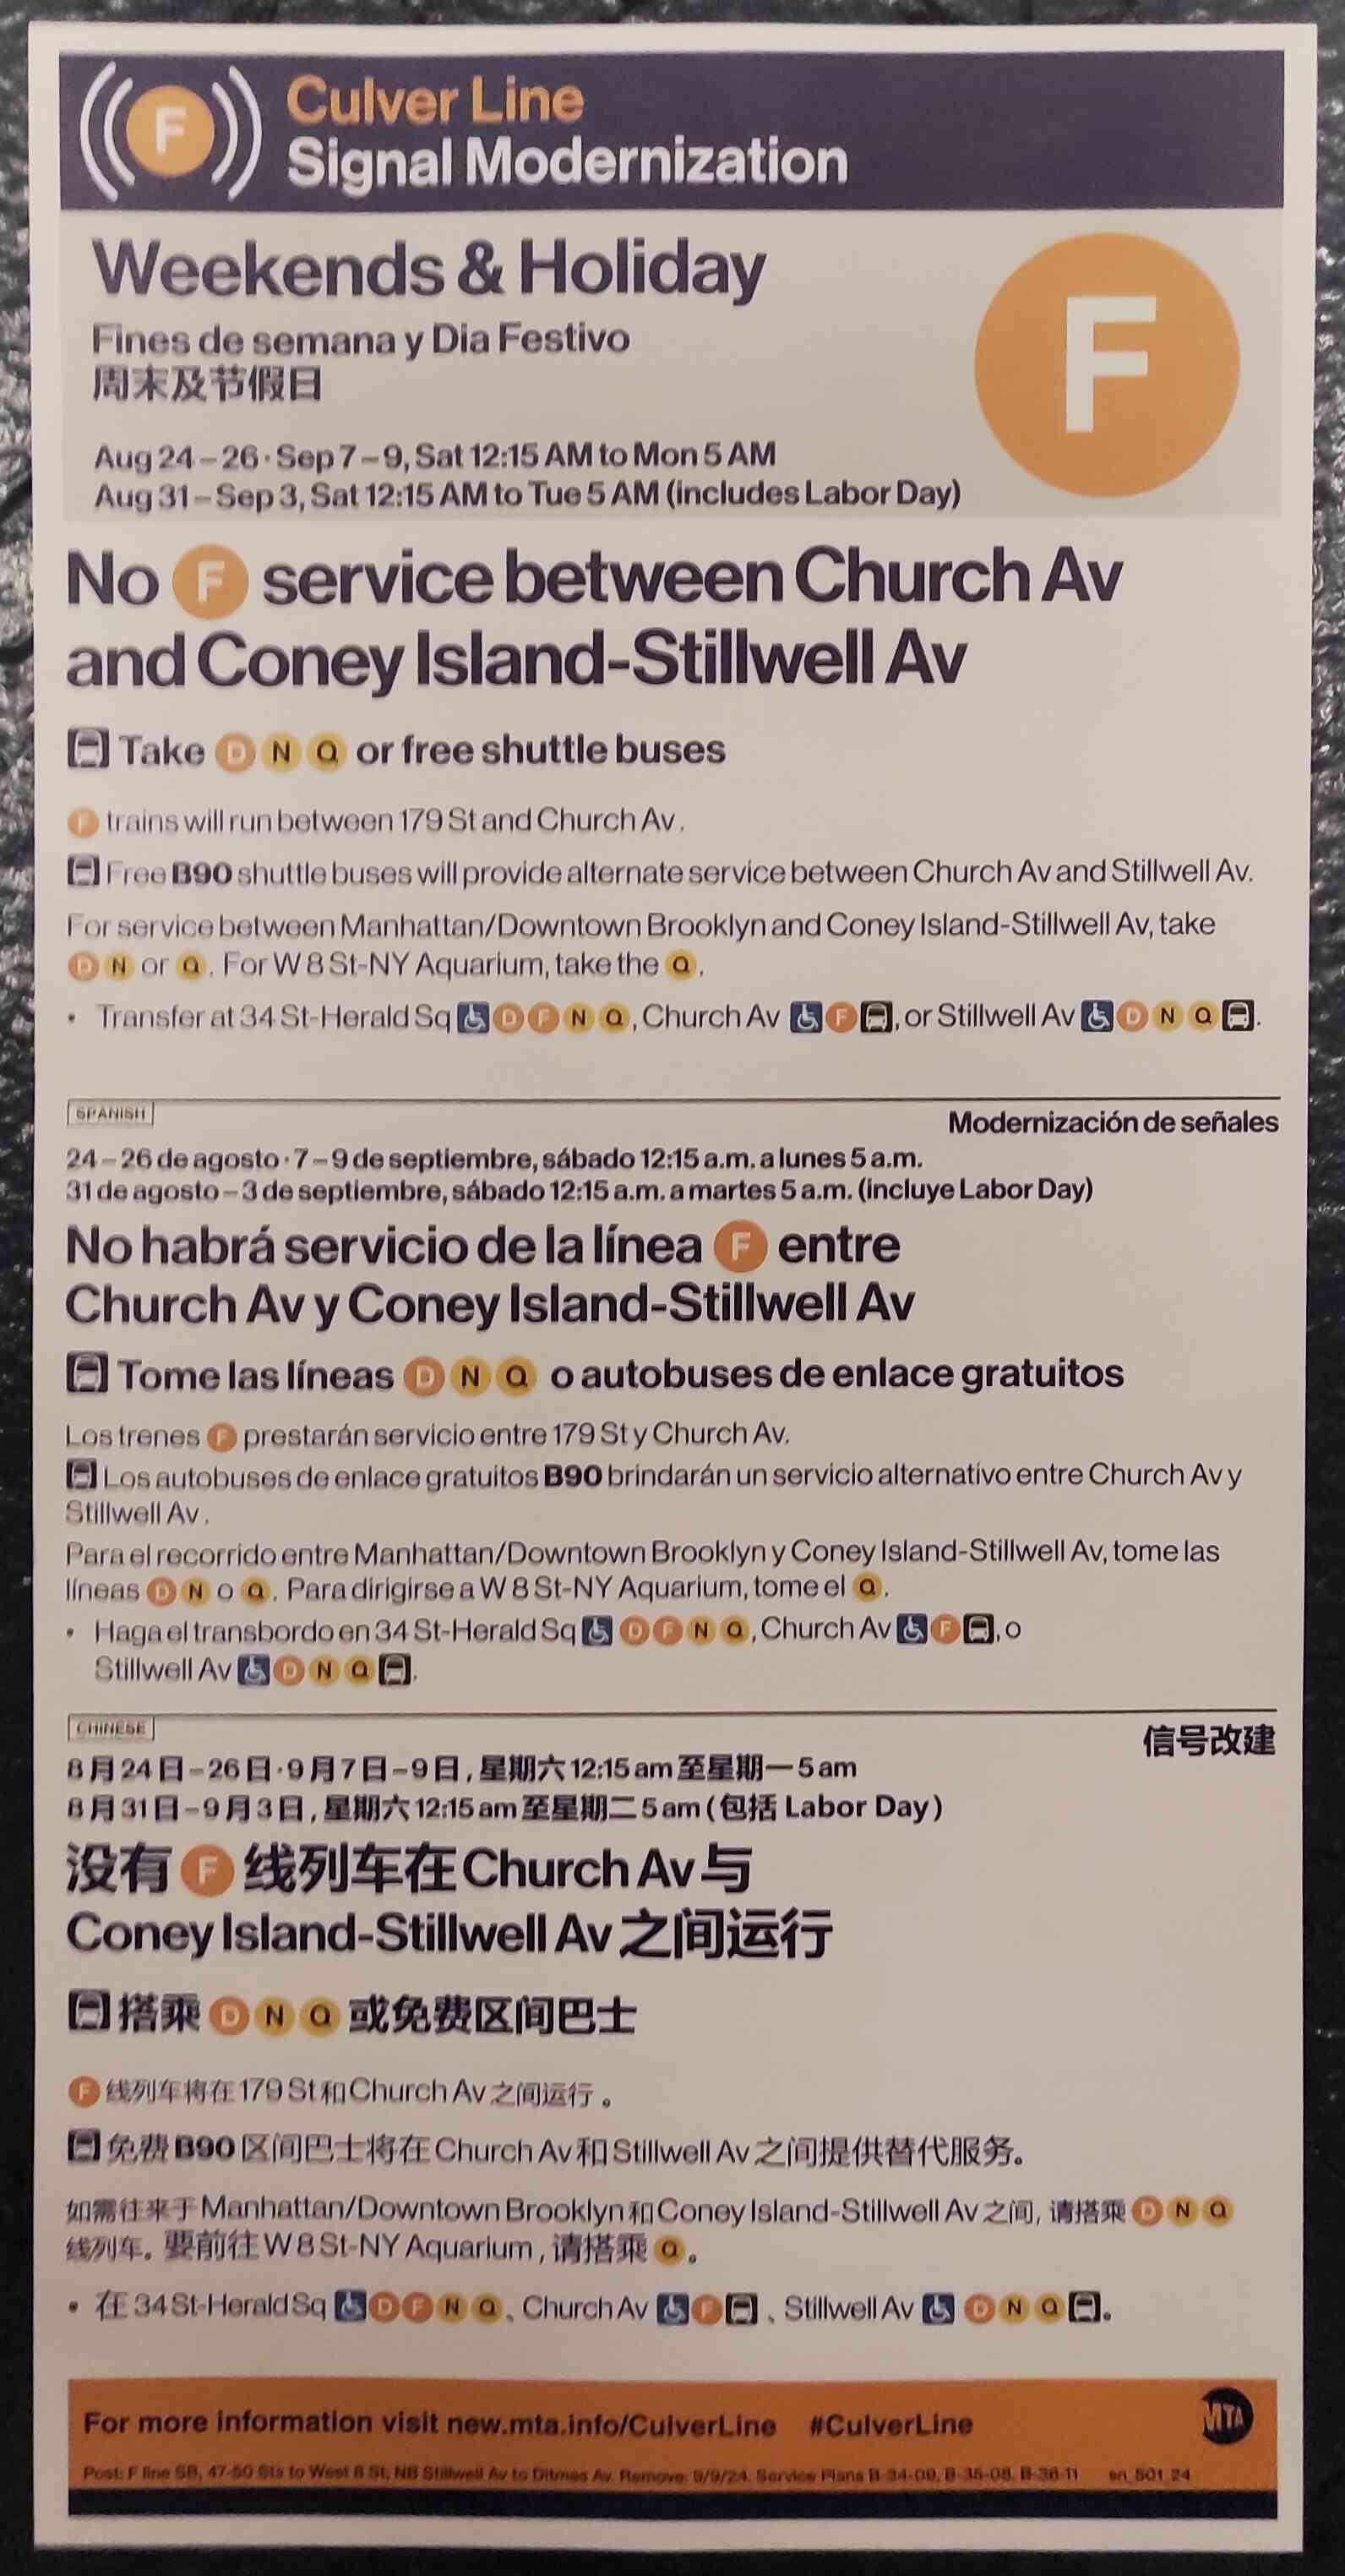 F Culver Line
Signal Modernization
Weekends & Holiday
F
Fines de semana y Dia Festivo
周末及节假日
Aug 24–26 · Sep 7–9, Sat 12:15 AM to Mon 5 AM
Aug 31–Sep 3, Sat 12:15 AM to Tue 5 AM (includes Labor Day)
No F service between Church Av
and Coney Island-Stillwell Av
Take D N Q or free shuttle buses
F trains will run between 179 St and Church Av.
Free B90 shuttle buses will provide alternate service between Church Av and Stillwell Av.
For service between Manhattan/Downtown Brooklyn and Coney Island-Stillwell Av, take
D N or Q. For W 8 St-NY Aquarium, take the Q.
• Transfer at 34 St-Herald Sq D F N Q, Church Av F, or Stillwell Av D N Q.
SPANISH
Modernización de señales
24–26 de agosto · 7–9 de septiembre, sábado 12:15 a.m. a lunes 5 a.m.
31 de agosto–3 de septiembre, sábado 12:15 a.m. a martes 5 a.m. (incluye Labor Day)
No habrá servicio de la línea F entre
Church Av y Coney Island-Stillwell Av
Tome las líneas D N Q o autobuses de enlace gratuitos
Los trenes F prestarán servicio entre 179 St y Church Av.
Los autobuses de enlace gratuitos B90 brindarán un servicio alternativo entre Church Av y
Stillwell Av.
Para el recorrido entre Manhattan/Downtown Brooklyn y Coney Island-Stillwell Av, tome las
líneas D N o Q. Para dirigirse a W 8 St-NY Aquarium, tome el Q.
• Haga el transbordo en 34 St-Herald Sq D F N Q, Church Av F, o
Stillwell Av D N Q.
CHINESE
信号改建
8月24日–26日·9月7日–9日, 星期六 12:15 am 至星期一 5 am
8月31日–9月3日, 星期六 12:15 am 至星期二 5 am (包括 Labor Day)
没有 F 线列车在 Church Av 与
Coney Island-Stillwell Av 之间运行
搭乘 D N Q 或免费区间巴士
F 线列车将在 179 St 和 Church Av 之间运行。
免费 B90 区间巴士将在 Church Av 和 Stillwell Av 之间提供替代服务。
如需往来于 Manhattan/Downtown Brooklyn 和 Coney Island-Stillwell Av 之间, 请搭乘 D N Q
线列车。要前往 W 8 St-NY Aquarium, 请搭乘 Q。
• 在 34 St-Herald Sq D F N Q、Church Av F、Stillwell Av D N Q。
For more information visit new.mta.info/CulverLine #CulverLine
MTA
Post: F line SB, 47-50 Sts to West 8 St; NB Stillwell Av to Ditmas Av. Remove: 9/9/24. Service Plans B-34-09, B-35-08, B-36-11 en_501_24